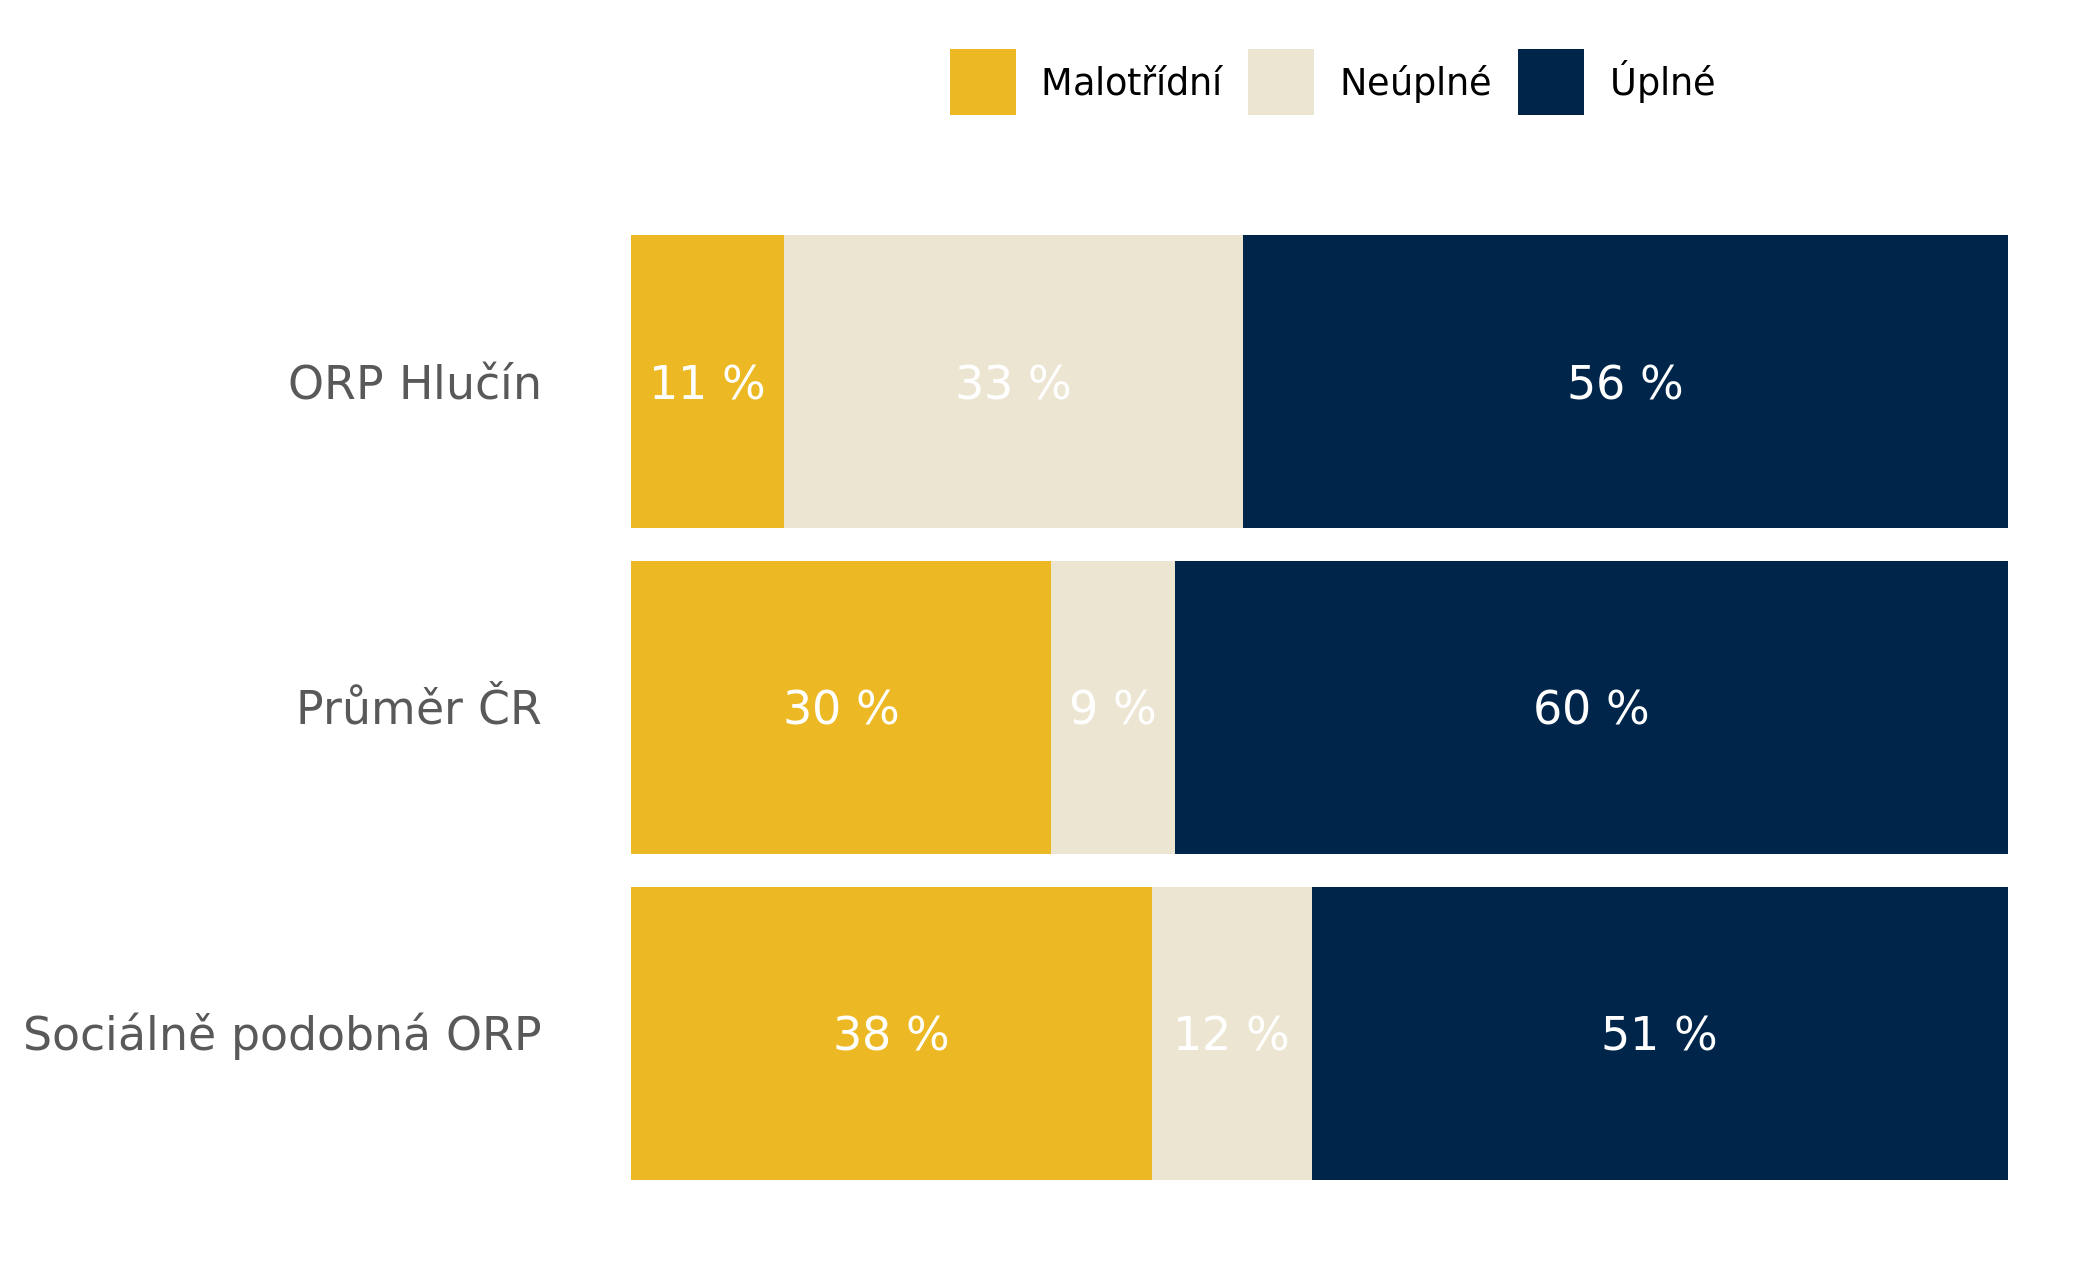 Malotřídní Neúplné Úplné
ORP Hlučín 11 % 33 % 56 %
Průměr ČR 30 % 9 % 60 %
Sociálně podobná ORP 38 % 12 % 51 %